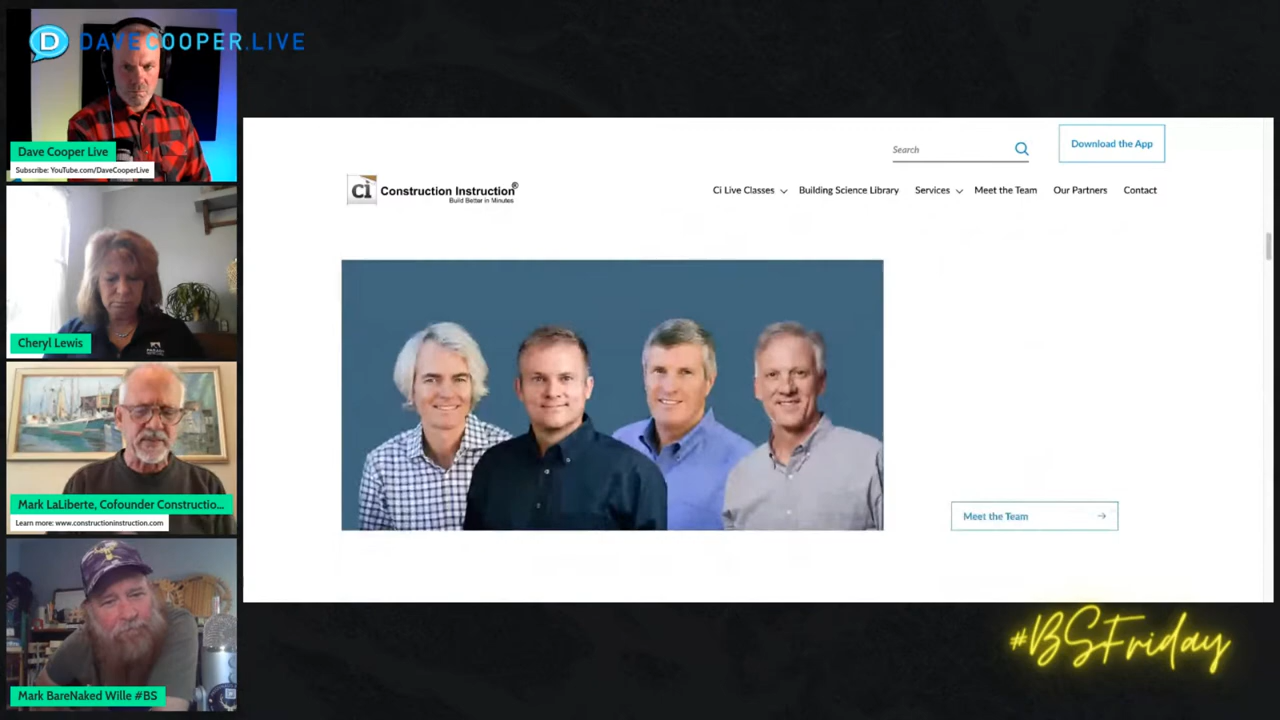 D DAVECOOPER.LIVE
Dave Cooper Live
Subscribe: YouTube.com/DaveCooperLive
Cheryl Lewis
Mark LaLiberte, Cofounder Constructio...
Learn more: www.constructioninstruction.com
Mark BareNaked Wille #BS
Search
Download the App
ci Construction Instruction®
Build Better in Minutes
Ci Live Classes
Building Science Library
Services
Meet the Team
Our Partners
Contact
Meet the Team →
#BSFriday